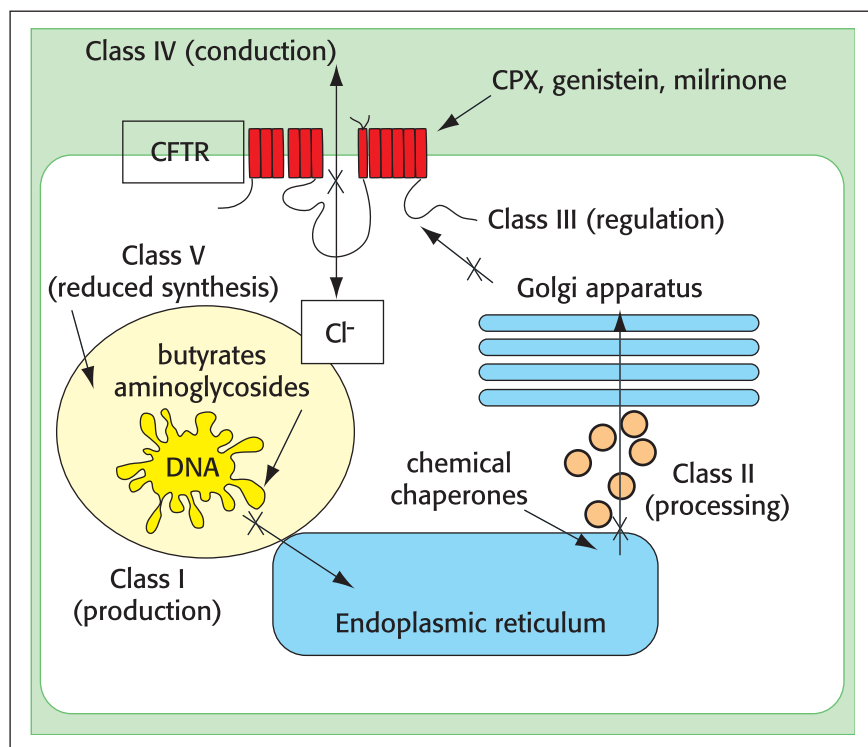 Class IV (conduction)
CPX, genistein, milrinone
CFTR
Class III (regulation)
Class V
(reduced synthesis)
Golgi apparatus
Cl⁻
butyrates
aminoglycosides
DNA
chemical
chaperones
Class II
(processing)
Class I
(production)
Endoplasmic reticulum